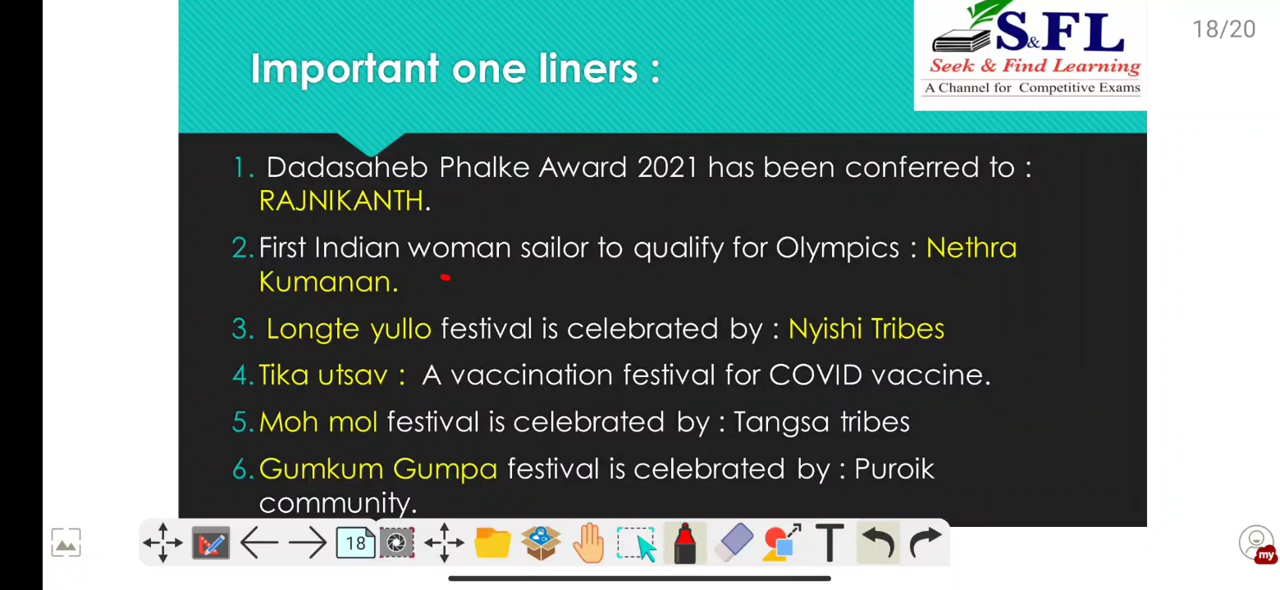 18/20
S&FL
Seek & Find Learning
A Channel for Competitive Exams
Important one liners :
1. Dadasaheb Phalke Award 2021 has been conferred to :
RAJNIKANTH.
2. First Indian woman sailor to qualify for Olympics : Nethra
Kumanan.
3. Longte yullo festival is celebrated by : Nyishi Tribes
4. Tika utsav : A vaccination festival for COVID vaccine.
5. Moh mol festival is celebrated by : Tangsa tribes
6. Gumkum Gumpa festival is celebrated by : Puroik
community.
18
T
my